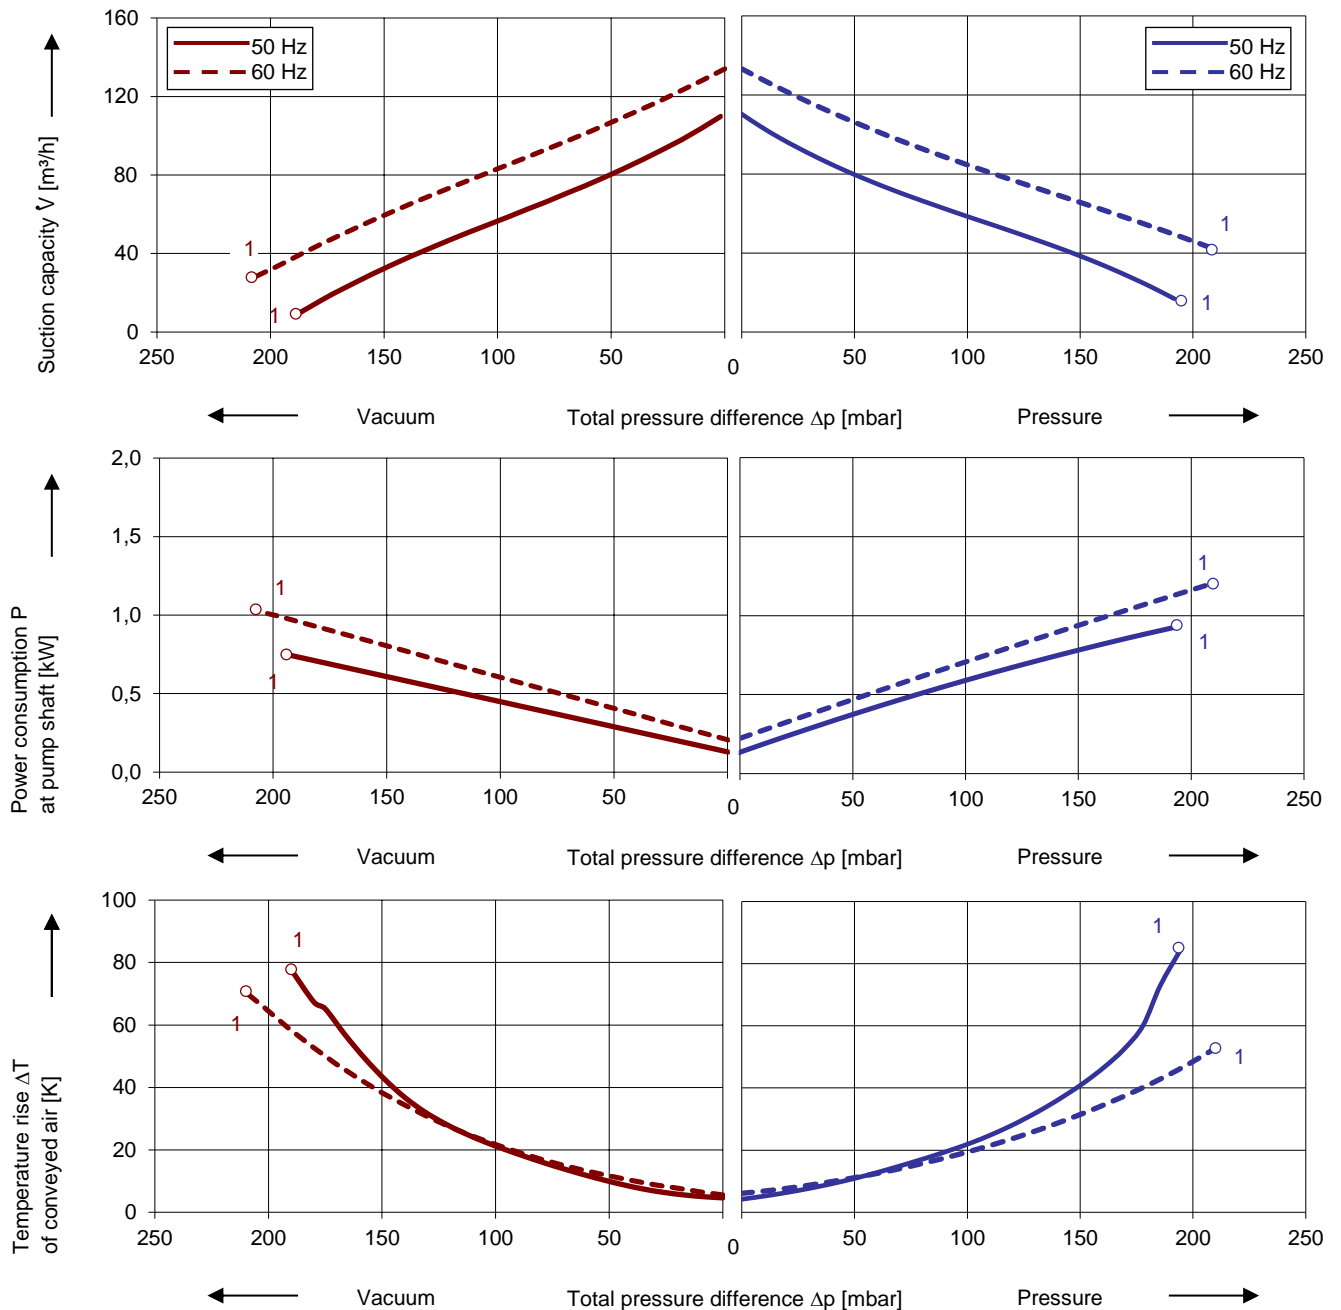 160
120
80
40
0
Suction capacity V̇ [m³/h]
50 Hz
60 Hz
50 Hz
60 Hz
1
1
1
1
250 200 150 100 50 0 50 100 150 200 250
Vacuum Total pressure difference Δp [mbar] Pressure
2,0
1,5
1,0
0,5
0,0
Power consumption P
at pump shaft [kW]
1
1
1
1
250 200 150 100 50 0 50 100 150 200 250
Vacuum Total pressure difference Δp [mbar] Pressure
100
80
60
40
20
0
Temperature rise ΔT
of conveyed air [K]
1
1
1
1
250 200 150 100 50 0 50 100 150 200 250
Vacuum Total pressure difference Δp [mbar] Pressure